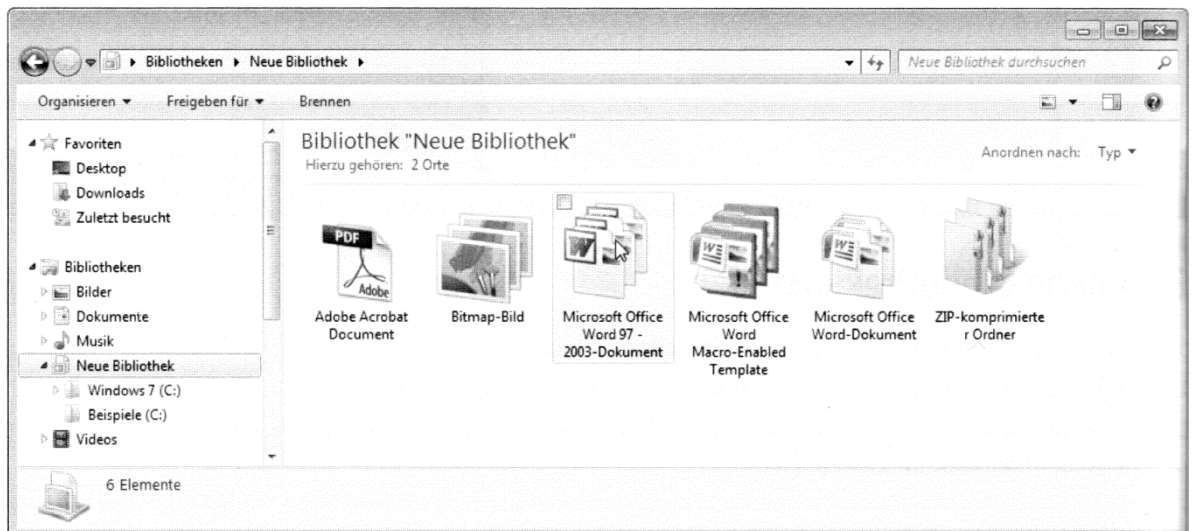 Bibliotheken ▸ Neue Bibliothek ▸
Neue Bibliothek durchsuchen
Organisieren ▾ Freigeben für ▾ Brennen
Favoriten
Desktop
Downloads
Zuletzt besucht
Bibliotheken
Bilder
Dokumente
Musik
Neue Bibliothek
Windows 7 (C:)
Beispiele (C:)
Videos
Bibliothek "Neue Bibliothek"
Hierzu gehören: 2 Orte
Anordnen nach: Typ ▾
PDF
Adobe
Adobe Acrobat
Document
Bitmap-Bild
W
Microsoft Office
Word 97 -
2003-Dokument
W
Microsoft Office
Word
Macro-Enabled
Template
W
Microsoft Office
Word-Dokument
ZIP-komprimierte
r Ordner
6 Elemente